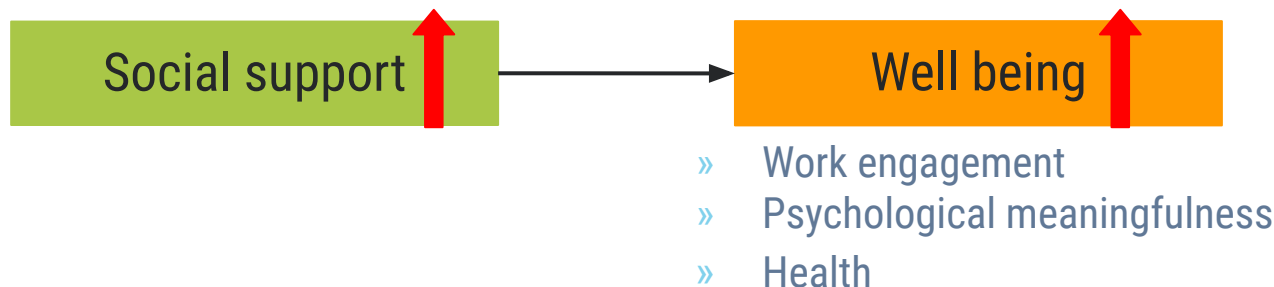 Social support
Well being
» Work engagement
» Psychological meaningfulness
» Health